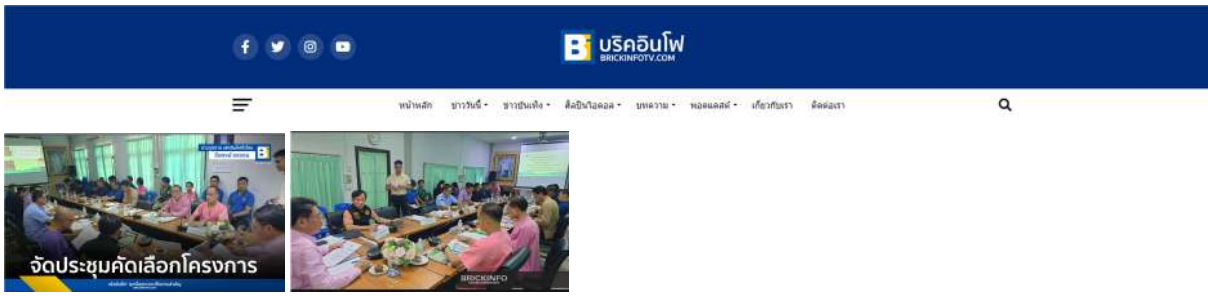 บริคอินโฟ
BRICKINFOTV.COM
หน้าหลัก ข่าววันนี้ ข่าวบันเทิง ศิลปินไอดอล บทความ พอดแคสต์ เกี่ยวกับเรา ติดต่อเรา
จัดประชุมคัดเลือกโครงการ
BRICKINFO